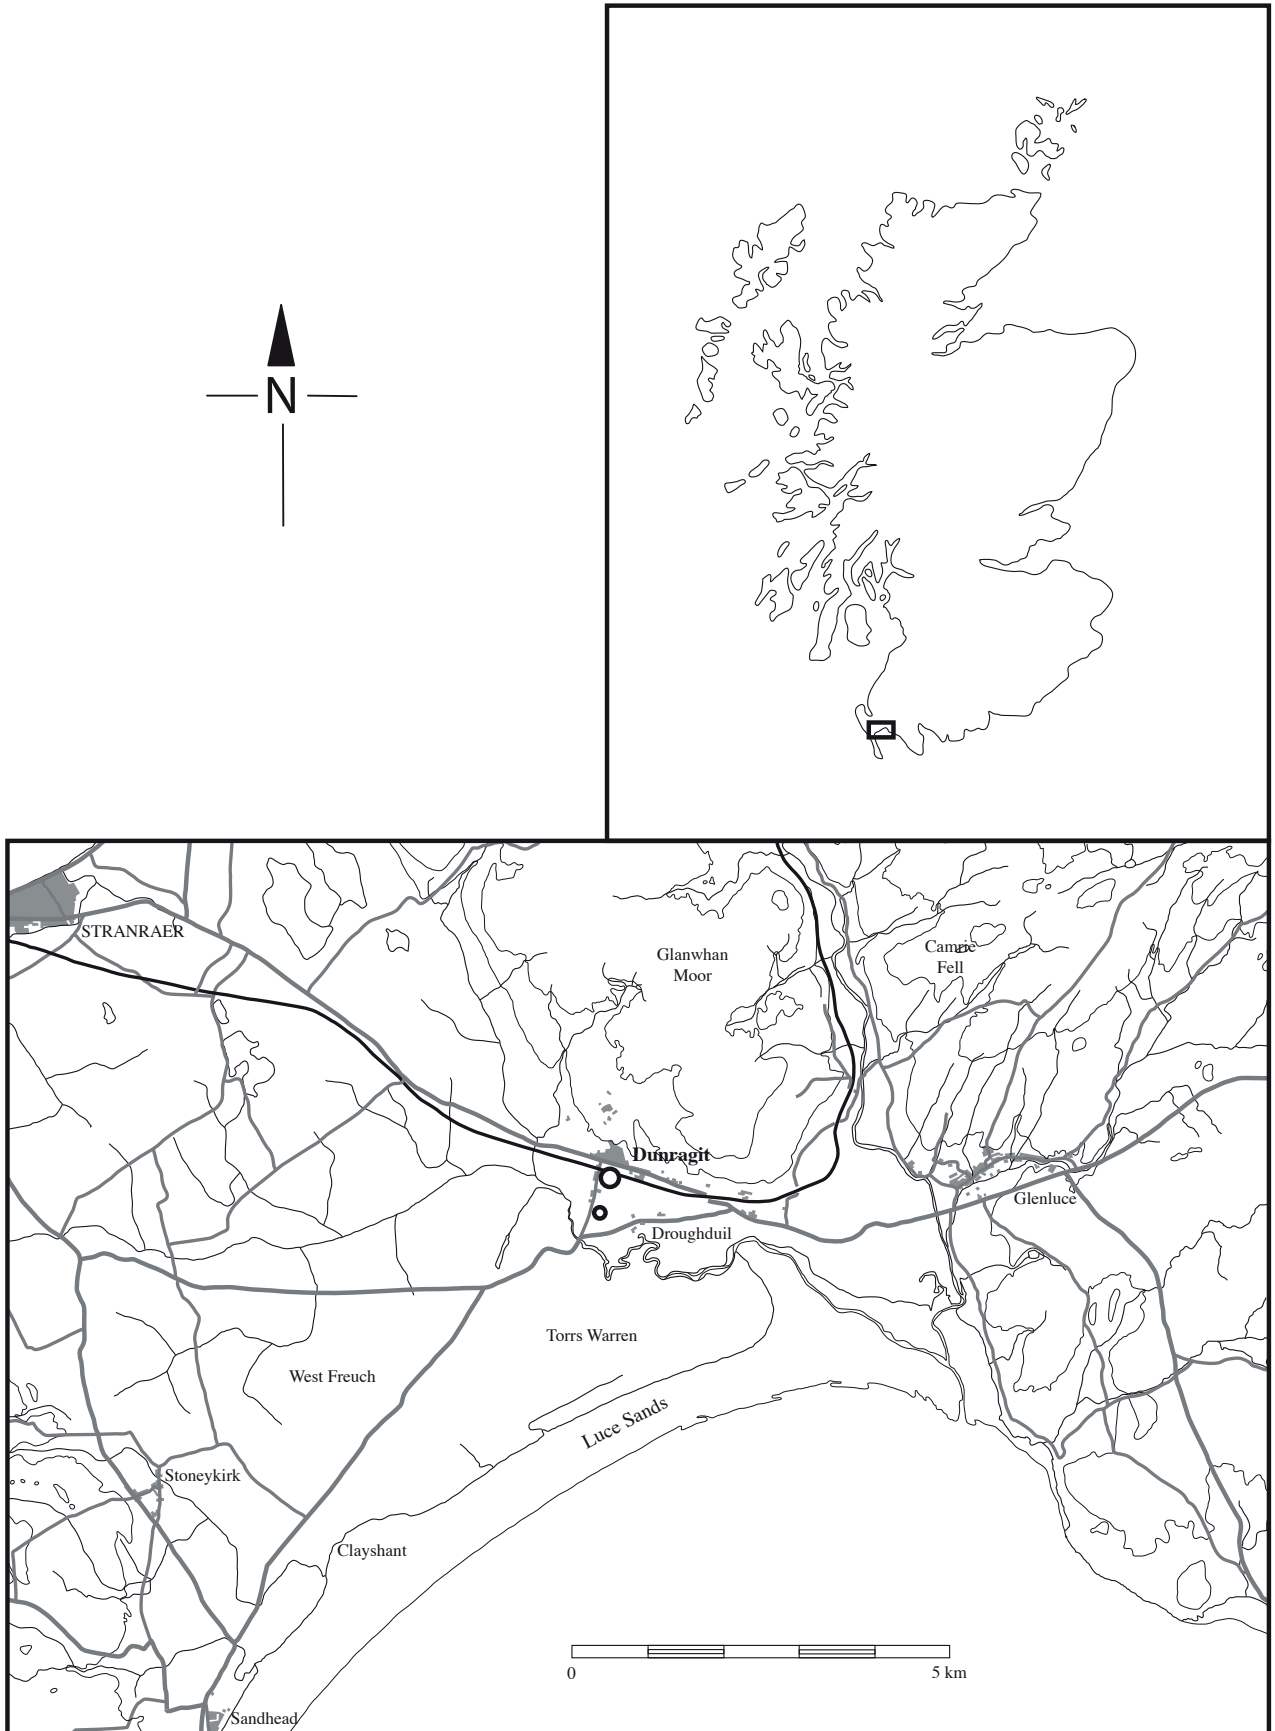 N
STRANRAER
Glanwhan
Moor
Camrie
Fell
Dunragit
Glenluce
Droughduil
Torrs Warren
West Freuch
Luce Sands
Stoneykirk
Clayshant
0
5 km
Sandhead